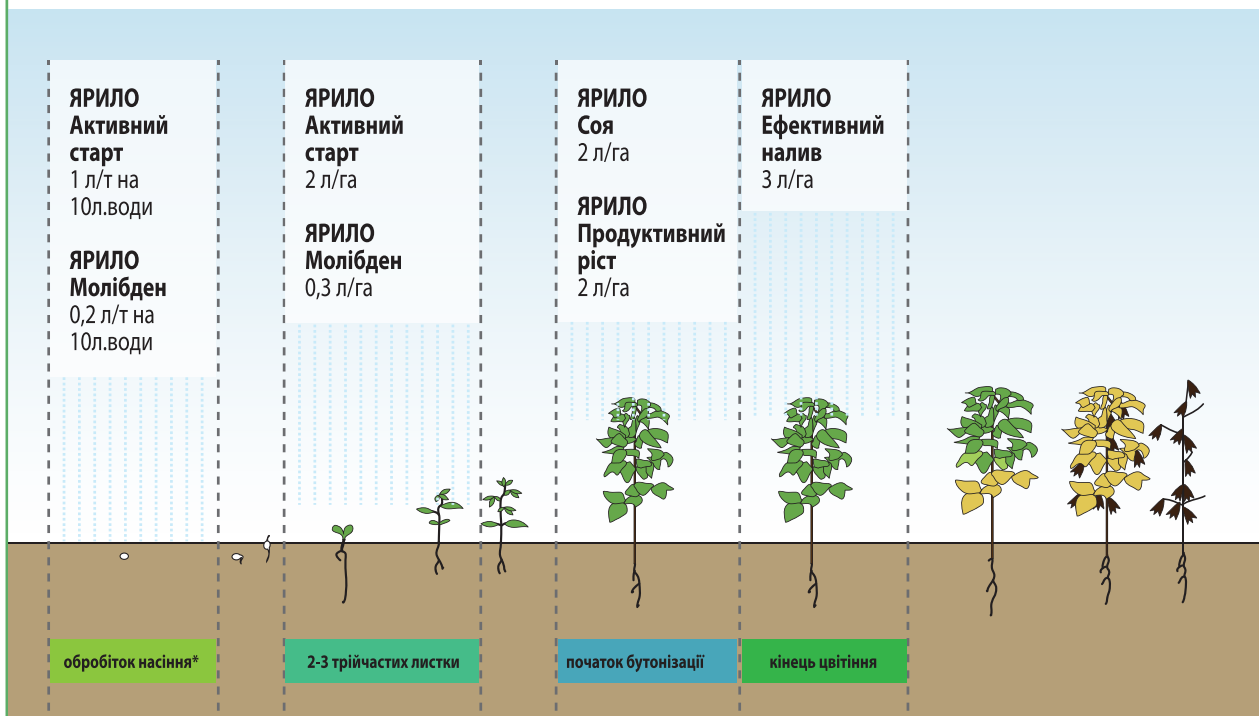 ЯРИЛО
Активний
старт
1 л/т на
10л.води
ЯРИЛО
Молібден
0,2 л/т на
10л.води
ЯРИЛО
Активний
старт
2 л/га
ЯРИЛО
Молібден
0,3 л/га
ЯРИЛО
Соя
2 л/га
ЯРИЛО
Продуктивний
ріст
2 л/га
ЯРИЛО
Ефективний
налив
3 л/га
обробіток насіння*
2-3 трійчастих листки
початок бутонізації
кінець цвітіння